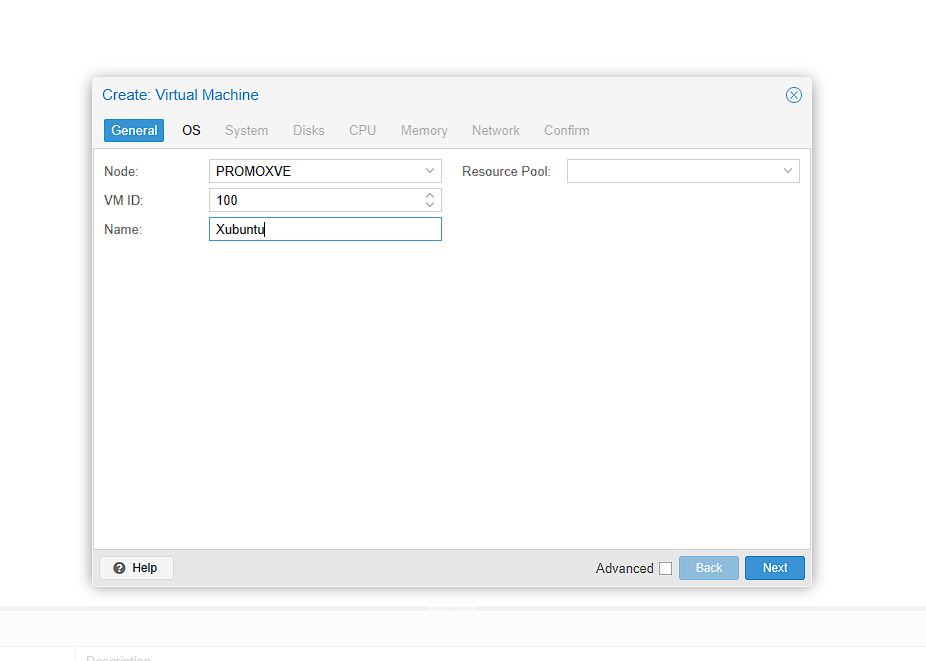 Create: Virtual Machine
General OS System Disks CPU Memory Network Confirm
Node: PROMOXVE Resource Pool:
VM ID: 100
Name: Xubuntu
Help Advanced Back Next
Description